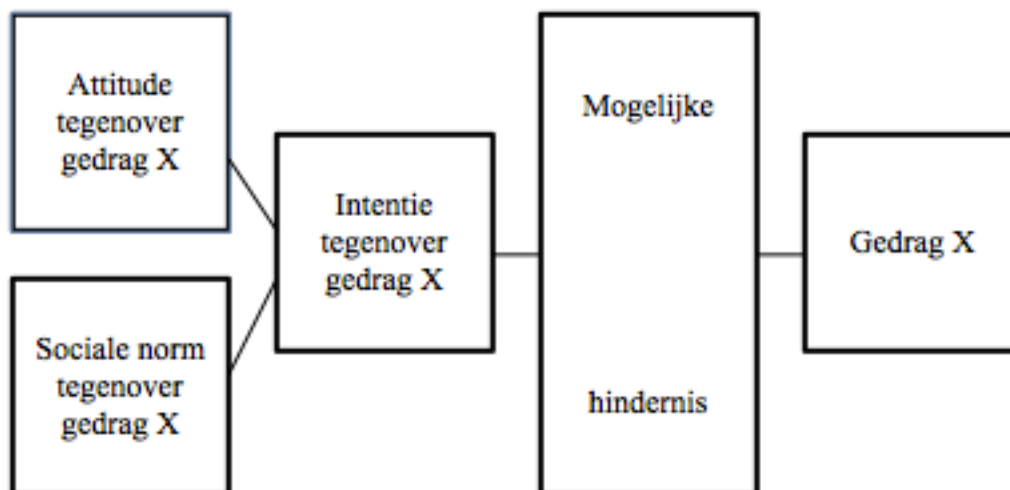 Attitude
tegenover
gedrag X
Sociale norm
tegenover
gedrag X
Intentie
tegenover
gedrag X
Mogelijke
hindernis
Gedrag X